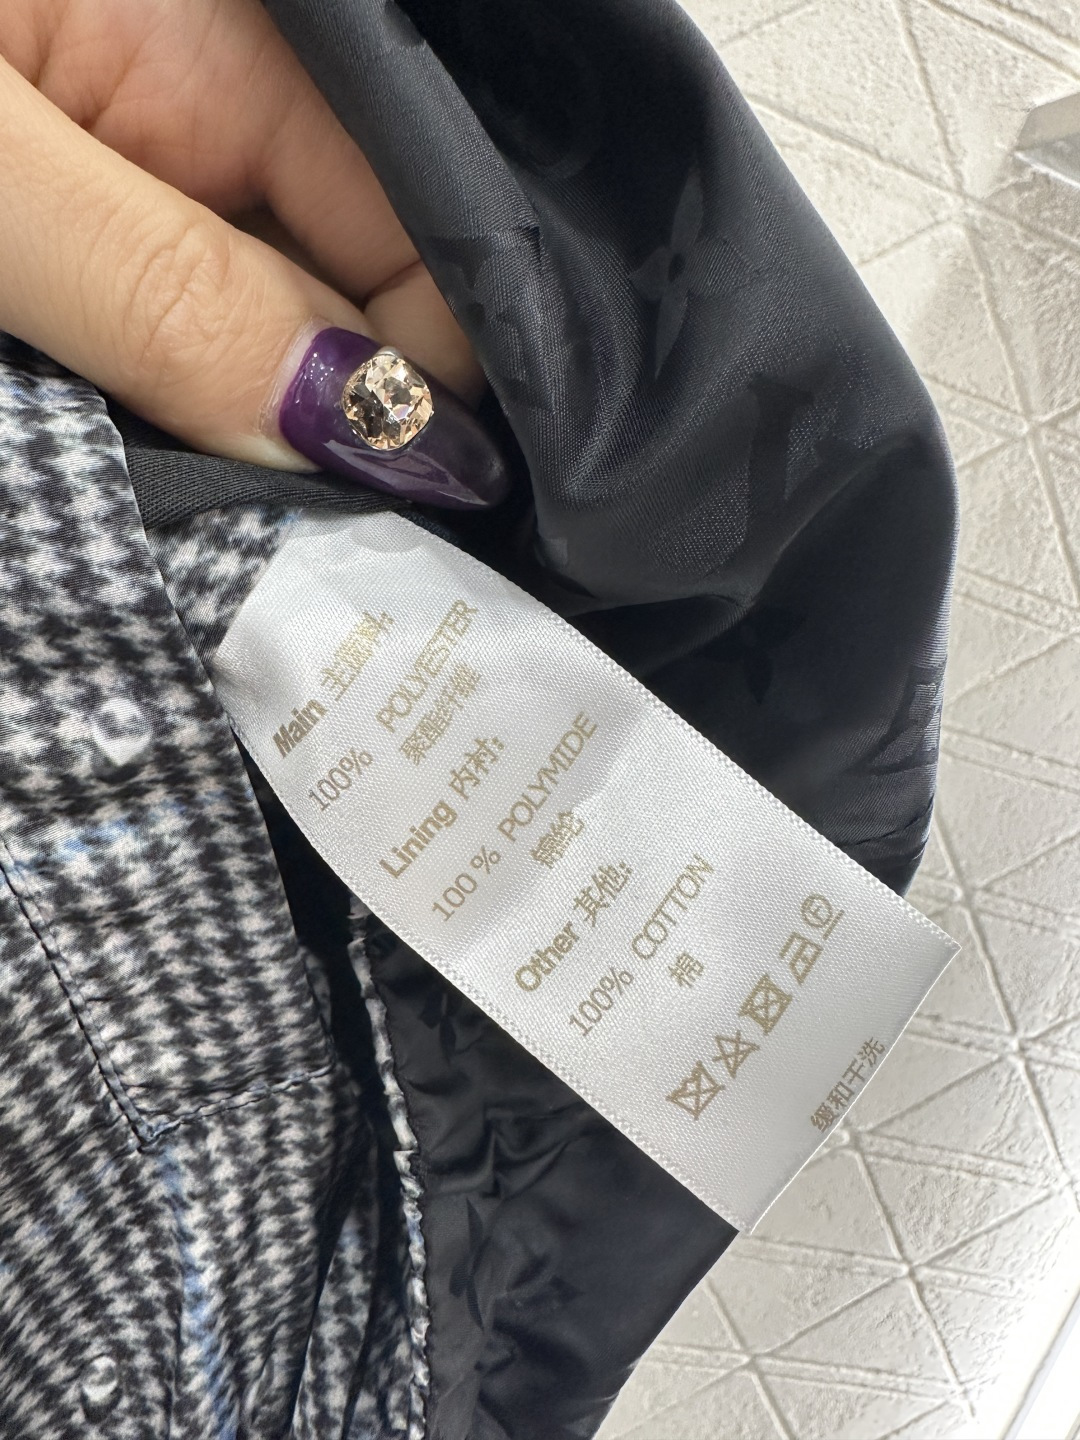 Main 主面料:
100% POLYESTER
聚酯纤维
Lining 内衬:
100 % POLYMIDE
锦纶
Other 其他:
100% COTTON
棉
P
缓和干洗